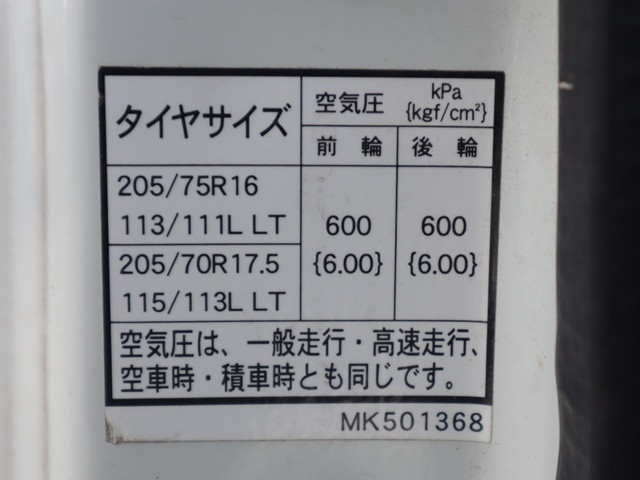 タイヤサイズ
空気圧 kPa {kgf/cm²}
前輪 後輪
205/75R16
113/111L LT
205/70R17.5
115/113L LT
600 600
{6.00} {6.00}
空気圧は、一般走行・高速走行、
空車時・積車時とも同じです。
MK501368